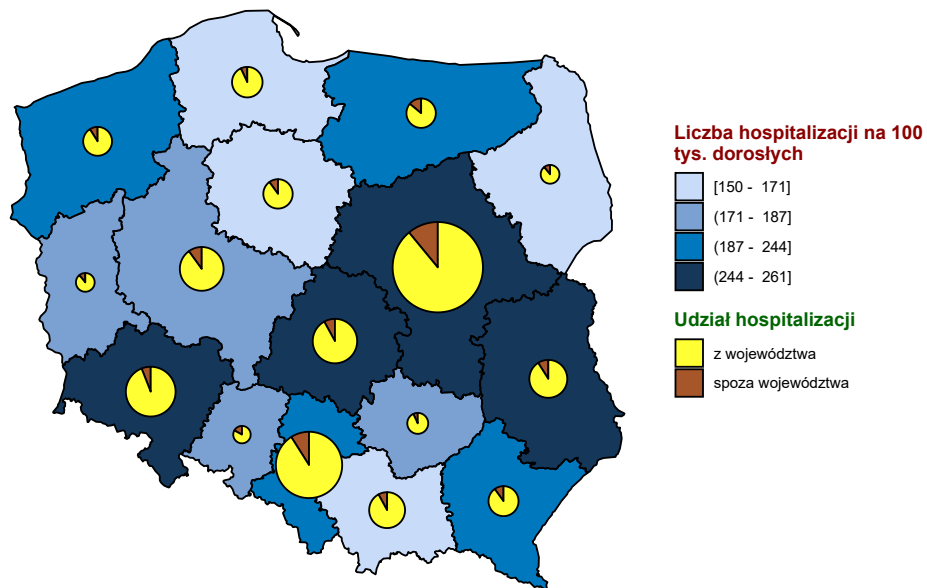 Liczba hospitalizacji na 100
tys. dorosłych
[150 - 171]
(171 - 187]
(187 - 244]
(244 - 261]
Udział hospitalizacji
z województwa
spoza województwa